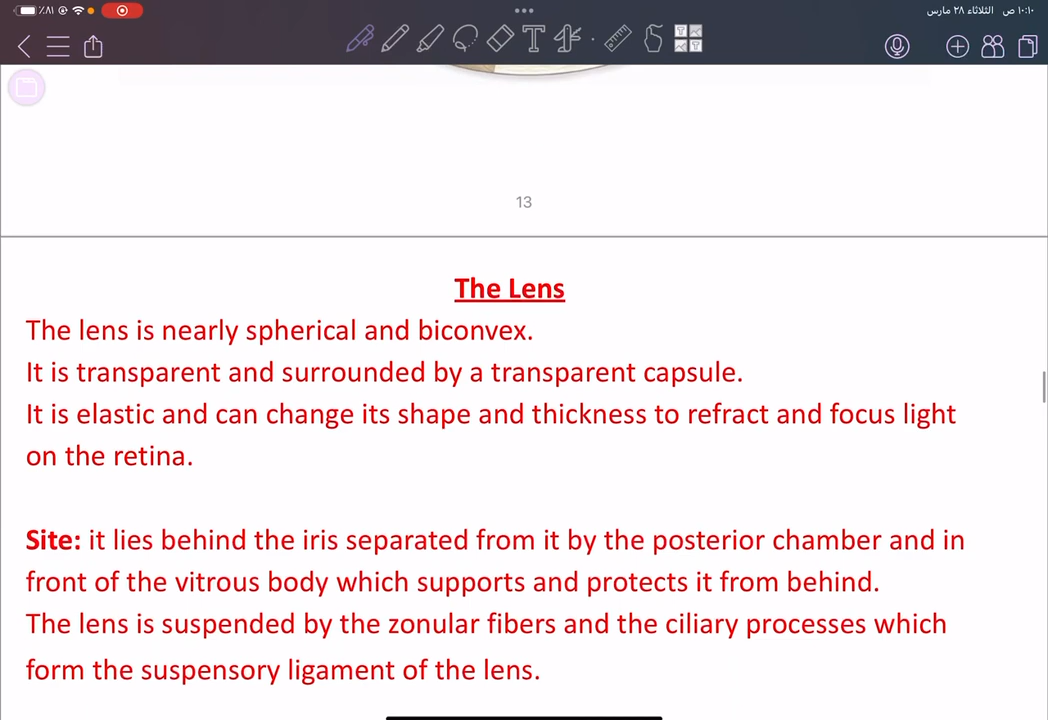 ١٠:١٠ ص الثلاثاء ٢٨ مارس
٪٨١
13
The Lens
The lens is nearly spherical and biconvex.
It is transparent and surrounded by a transparent capsule.
It is elastic and can change its shape and thickness to refract and focus light
on the retina.
Site: it lies behind the iris separated from it by the posterior chamber and in
front of the vitrous body which supports and protects it from behind.
The lens is suspended by the zonular fibers and the ciliary processes which
form the suspensory ligament of the lens.